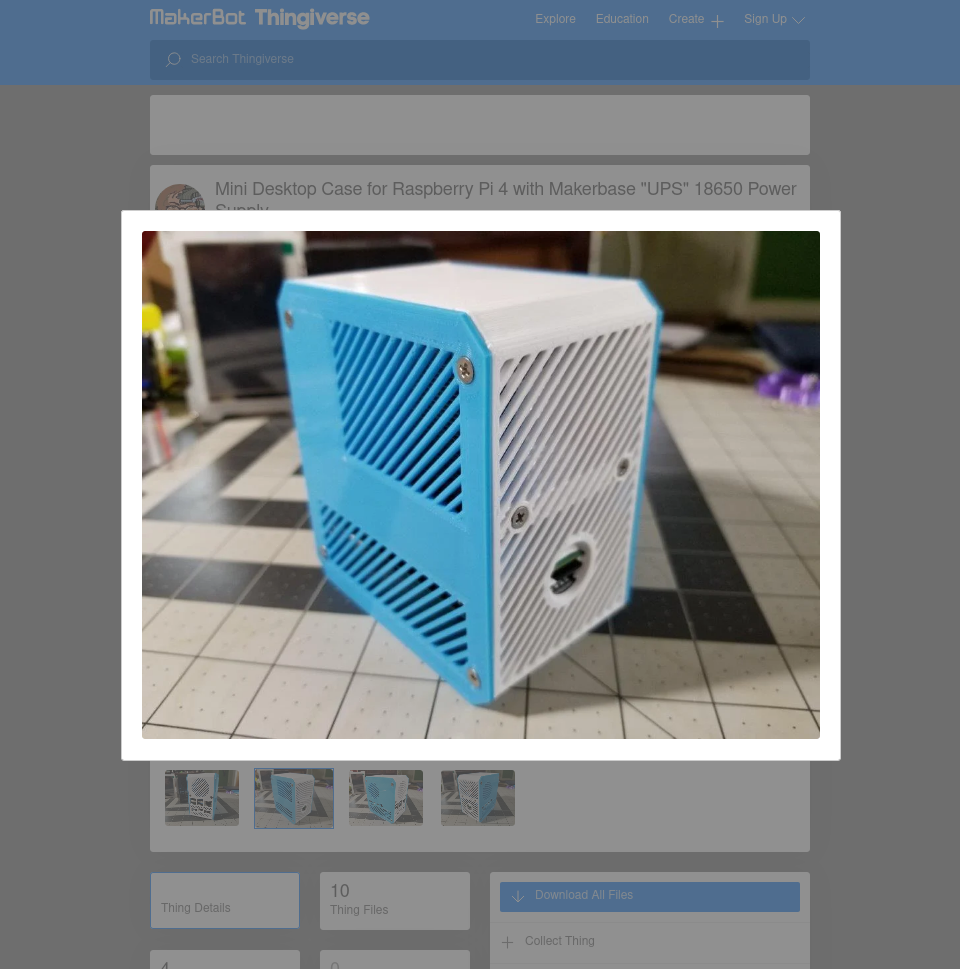 MakerBot Thingiverse
Explore
Education
Create
Sign Up
Search Thingiverse
Mini Desktop Case for Raspberry Pi 4 with Makerbase "UPS" 18650 Power
Supply
Thing Details
10
Thing Files
Download All Files
Collect Thing
4
0